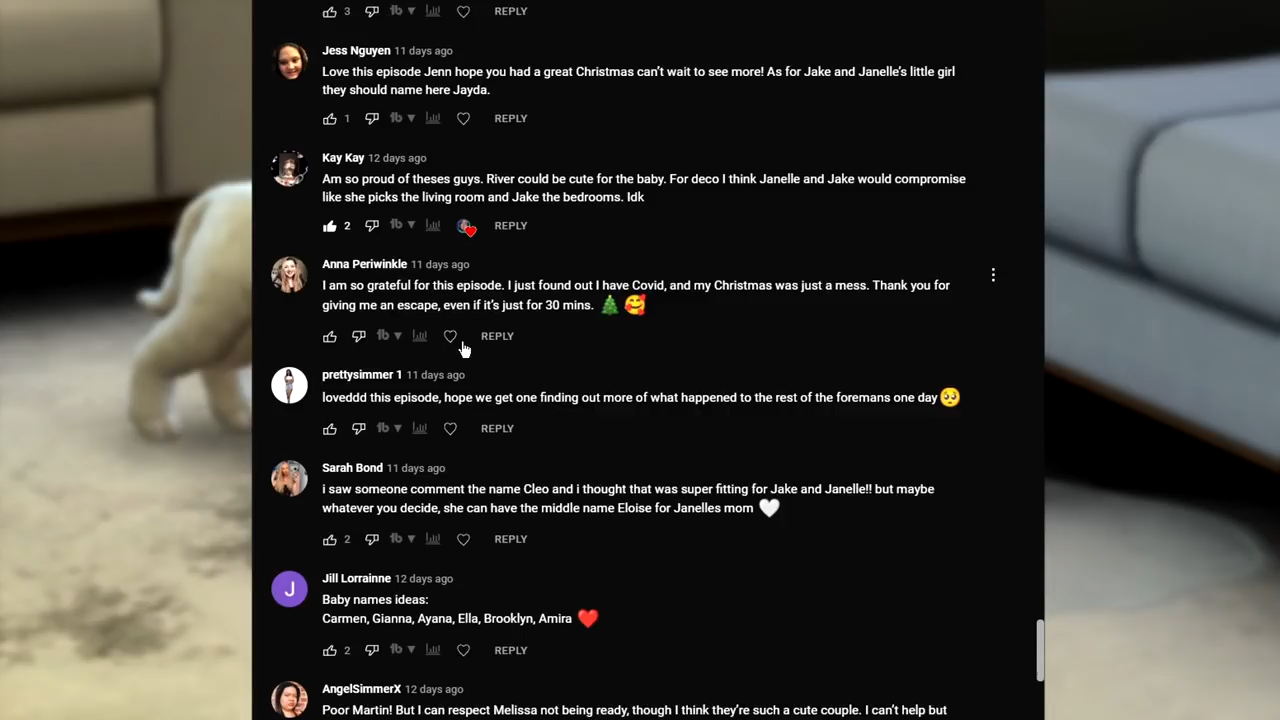 3 REPLY
Jess Nguyen 11 days ago
Love this episode Jenn hope you had a great Christmas can't wait to see more! As for Jake and Janelle's little girl
they should name here Jayda.
1 REPLY
Kay Kay 12 days ago
Am so proud of theses guys. River could be cute for the baby. For deco I think Janelle and Jake would compromise
like she picks the living room and Jake the bedrooms. Idk
2 REPLY
Anna Periwinkle 11 days ago
I am so grateful for this episode. I just found out I have Covid, and my Christmas was just a mess. Thank you for
giving me an escape, even if it's just for 30 mins. 🎄 🥰
REPLY
prettysimmer 1 11 days ago
loveddd this episode, hope we get one finding out more of what happened to the rest of the foremans one day🥺
REPLY
Sarah Bond 11 days ago
i saw someone comment the name Cleo and i thought that was super fitting for Jake and Janelle!! but maybe
whatever you decide, she can have the middle name Eloise for Janelles mom 🤍
2 REPLY
J
Jill Lorrainne 12 days ago
Baby names ideas:
Carmen, Gianna, Ayana, Ella, Brooklyn, Amira ❤️
2 REPLY
AngelSimmerX 12 days ago
Poor Martin! But I can respect Melissa not being ready, though I think they're such a cute couple. I can't help but